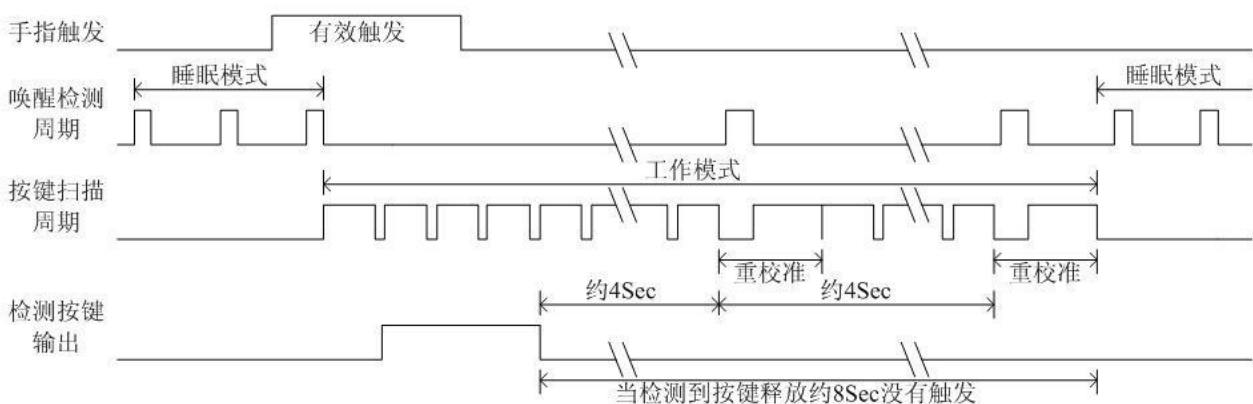 手指触发
有效触发
睡眠模式
睡眠模式
唤醒检测
周期
工作模式
按键扫描
周期
重校准
重校准
约4Sec
约4Sec
检测按键
输出
当检测到按键释放约8Sec没有触发